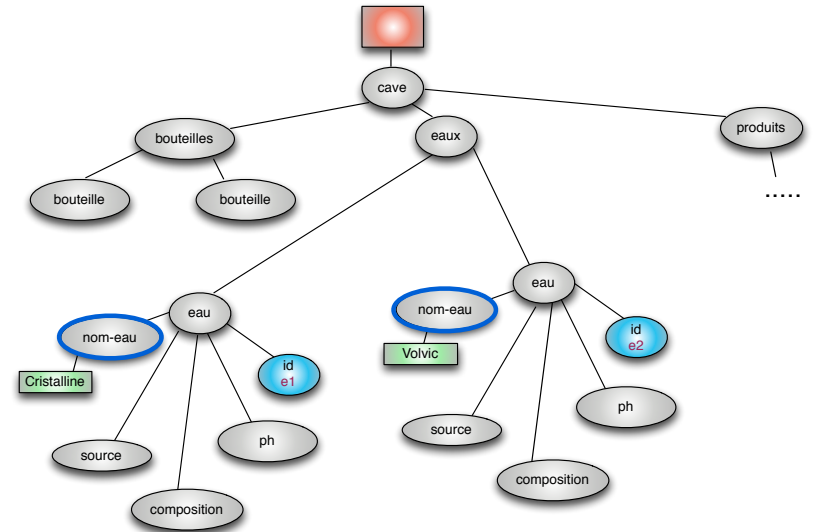 cave
bouteilles
eaux
produits
bouteille
bouteille
.....
eau
nom-eau
Cristalline
id
e1
source
composition
ph
eau
nom-eau
Volvic
id
e2
source
composition
ph